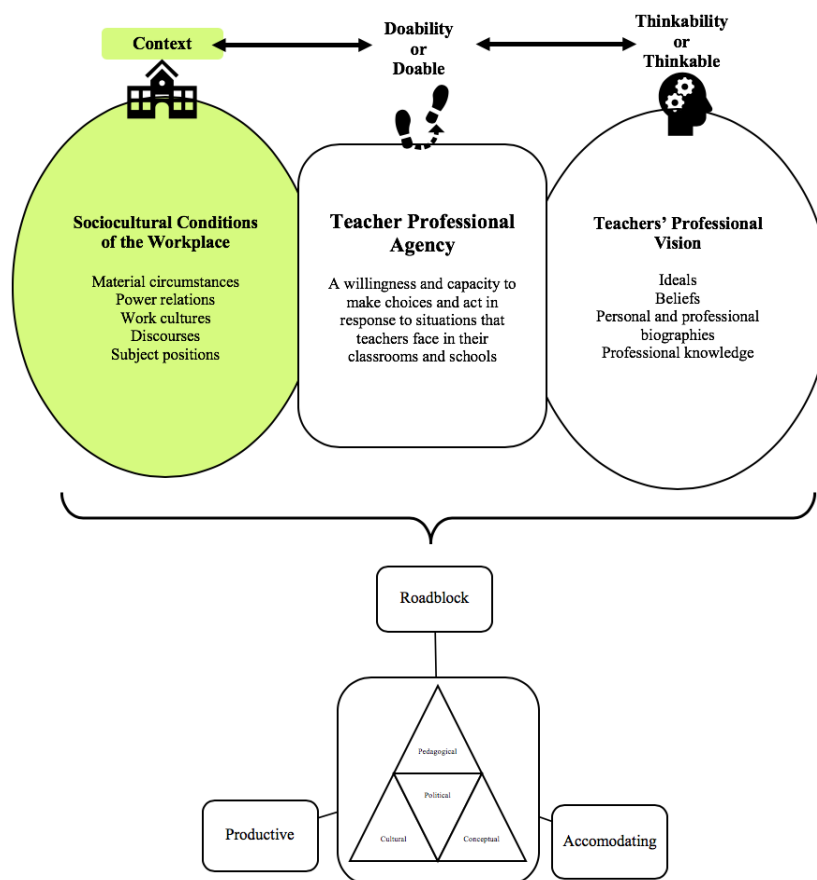 Context
Doability
or
Doable
Thinkability
or
Thinkable
Sociocultural Conditions
of the Workplace
Material circumstances
Power relations
Work cultures
Discourses
Subject positions
Teacher Professional
Agency
A willingness and capacity to
make choices and act in
response to situations that
teachers face in their
classrooms and schools
Teachers’ Professional
Vision
Ideals
Beliefs
Personal and professional
biographies
Professional knowledge
Roadblock
Pedagogical
Political
Cultural
Conceptual
Productive
Accomodating